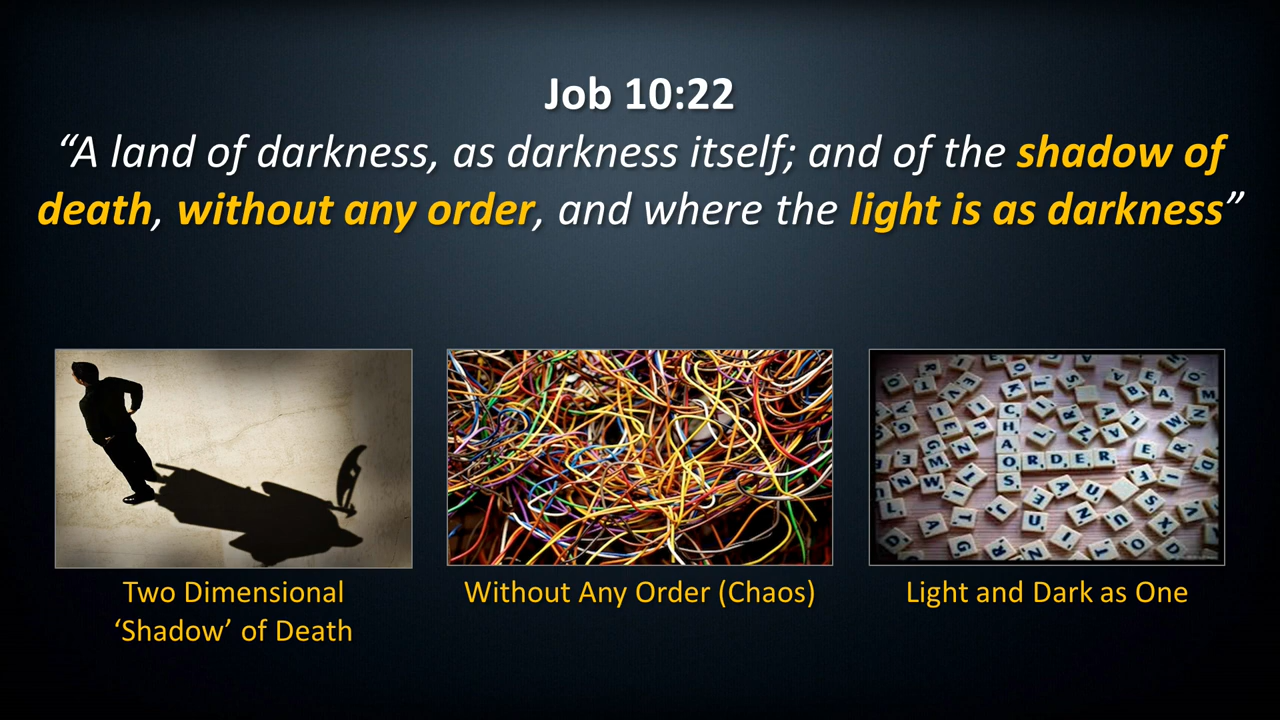 Job 10:22
“A land of darkness, as darkness itself; and of the shadow of
death, without any order, and where the light is as darkness”
CHAOS
ORDER
Two Dimensional
‘Shadow’ of Death
Without Any Order (Chaos)
Light and Dark as One